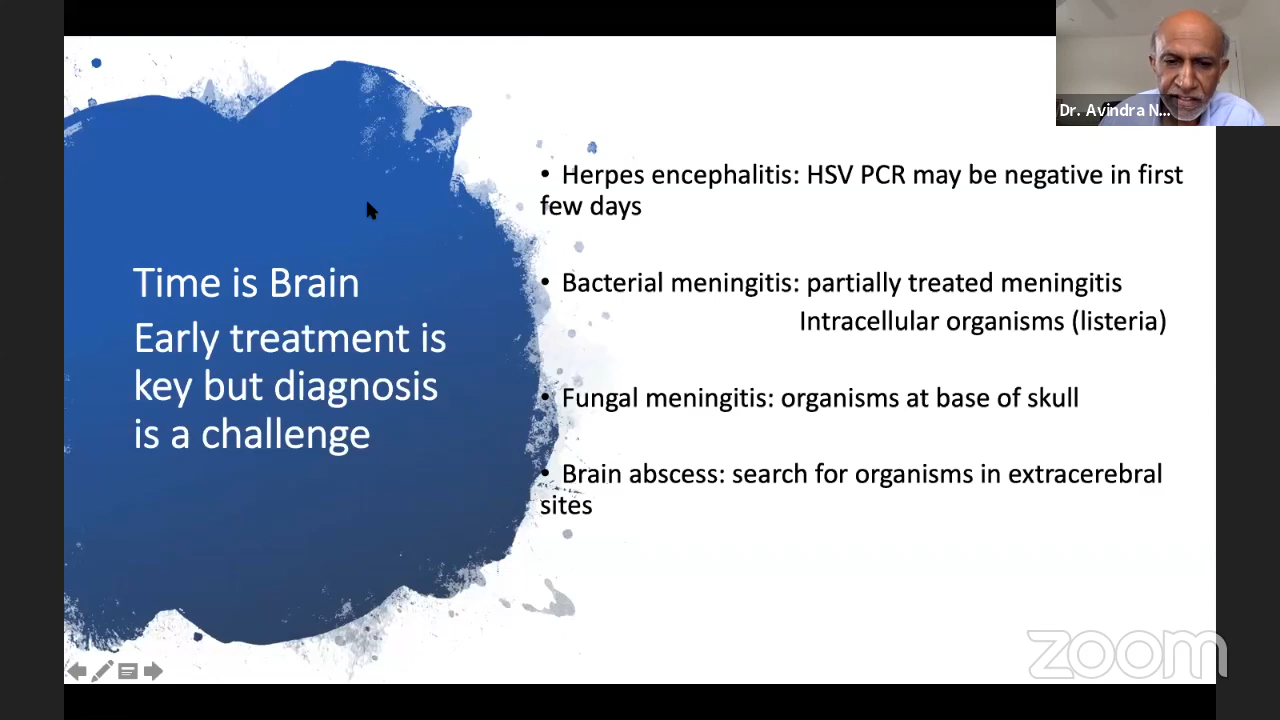 Dr. Avindra N...
Time is Brain
Early treatment is
key but diagnosis
is a challenge
• Herpes encephalitis: HSV PCR may be negative in first
few days
• Bacterial meningitis: partially treated meningitis
Intracellular organisms (listeria)
• Fungal meningitis: organisms at base of skull
• Brain abscess: search for organisms in extracerebral
sites
zoom